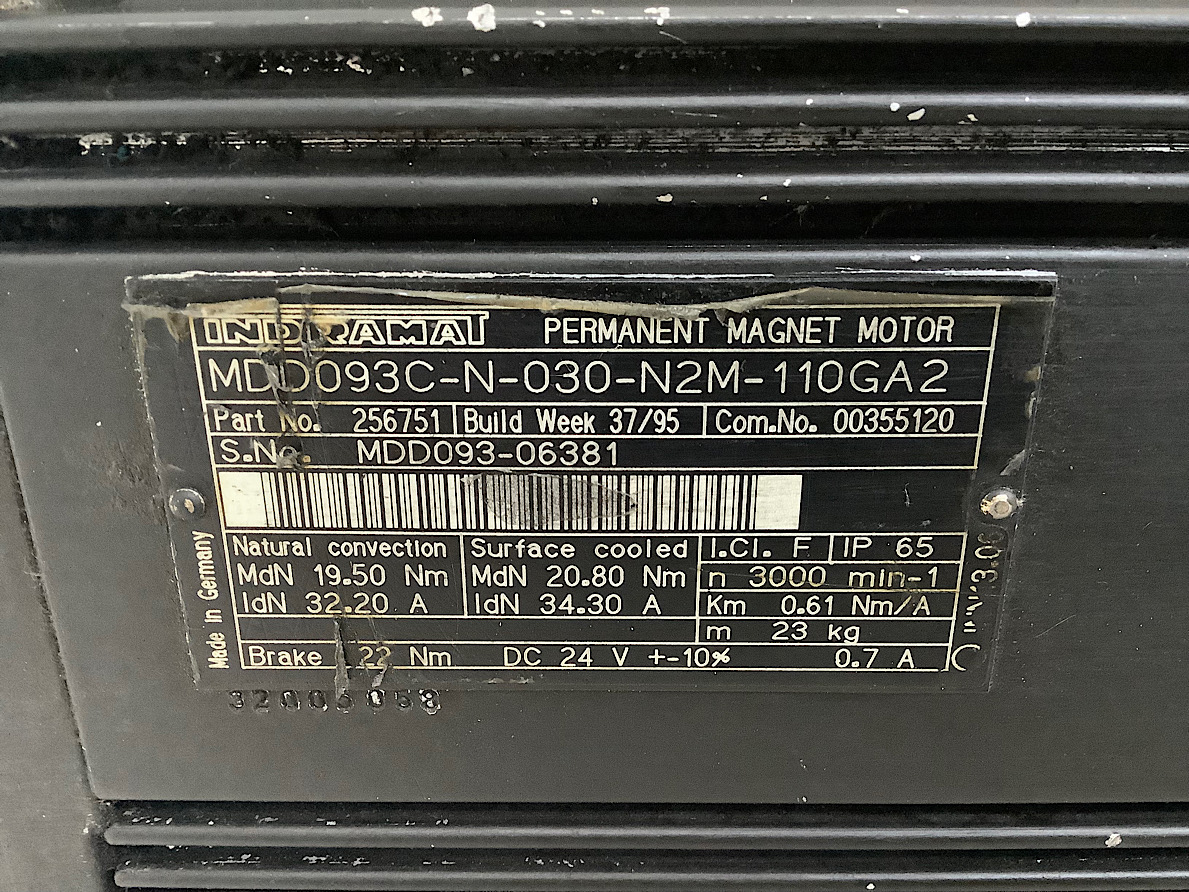 INDRAMAT PERMANENT MAGNET MOTOR
MDD093C-N-030-N2M-110GA2
Part No. 256751 Build Week 37/95 Com.No. 00355120
S.No. MDD093-06381
Natural convection Surface cooled I.Cl. F IP 65
MdN 19.50 Nm MdN 20.80 Nm n 3000 min-1
IdN 32.20 A IdN 34.30 A Km 0.61 Nm/A
m 23 kg
Brake 22 Nm DC 24 V +-10% 0.7 A
Made in Germany